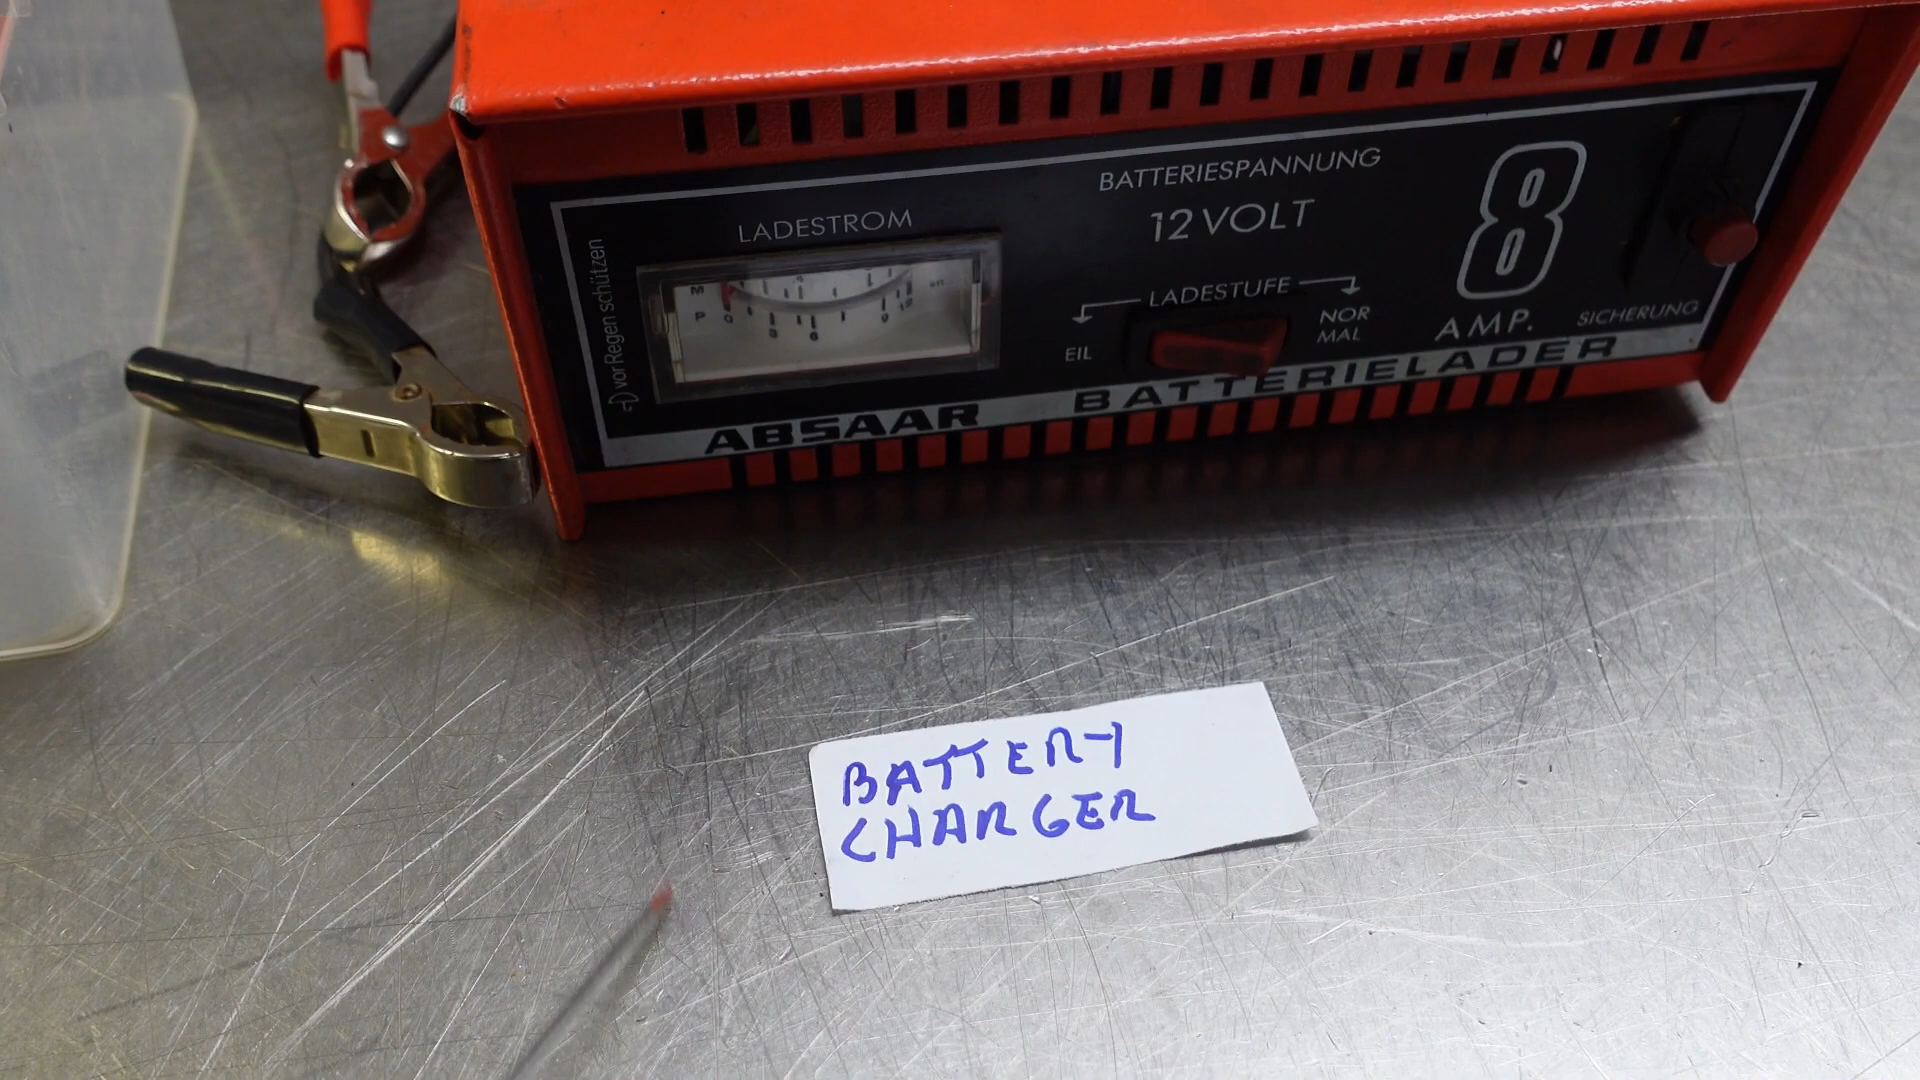 BATTERIESPANNUNG
12 VOLT
8
AMP.
LADESTROM
vor Regen schützen
LADESTUFE
EIL
NOR
MAL
SICHERUNG
ABSAAR BATTERIELADER
BATTERY
CHARGER